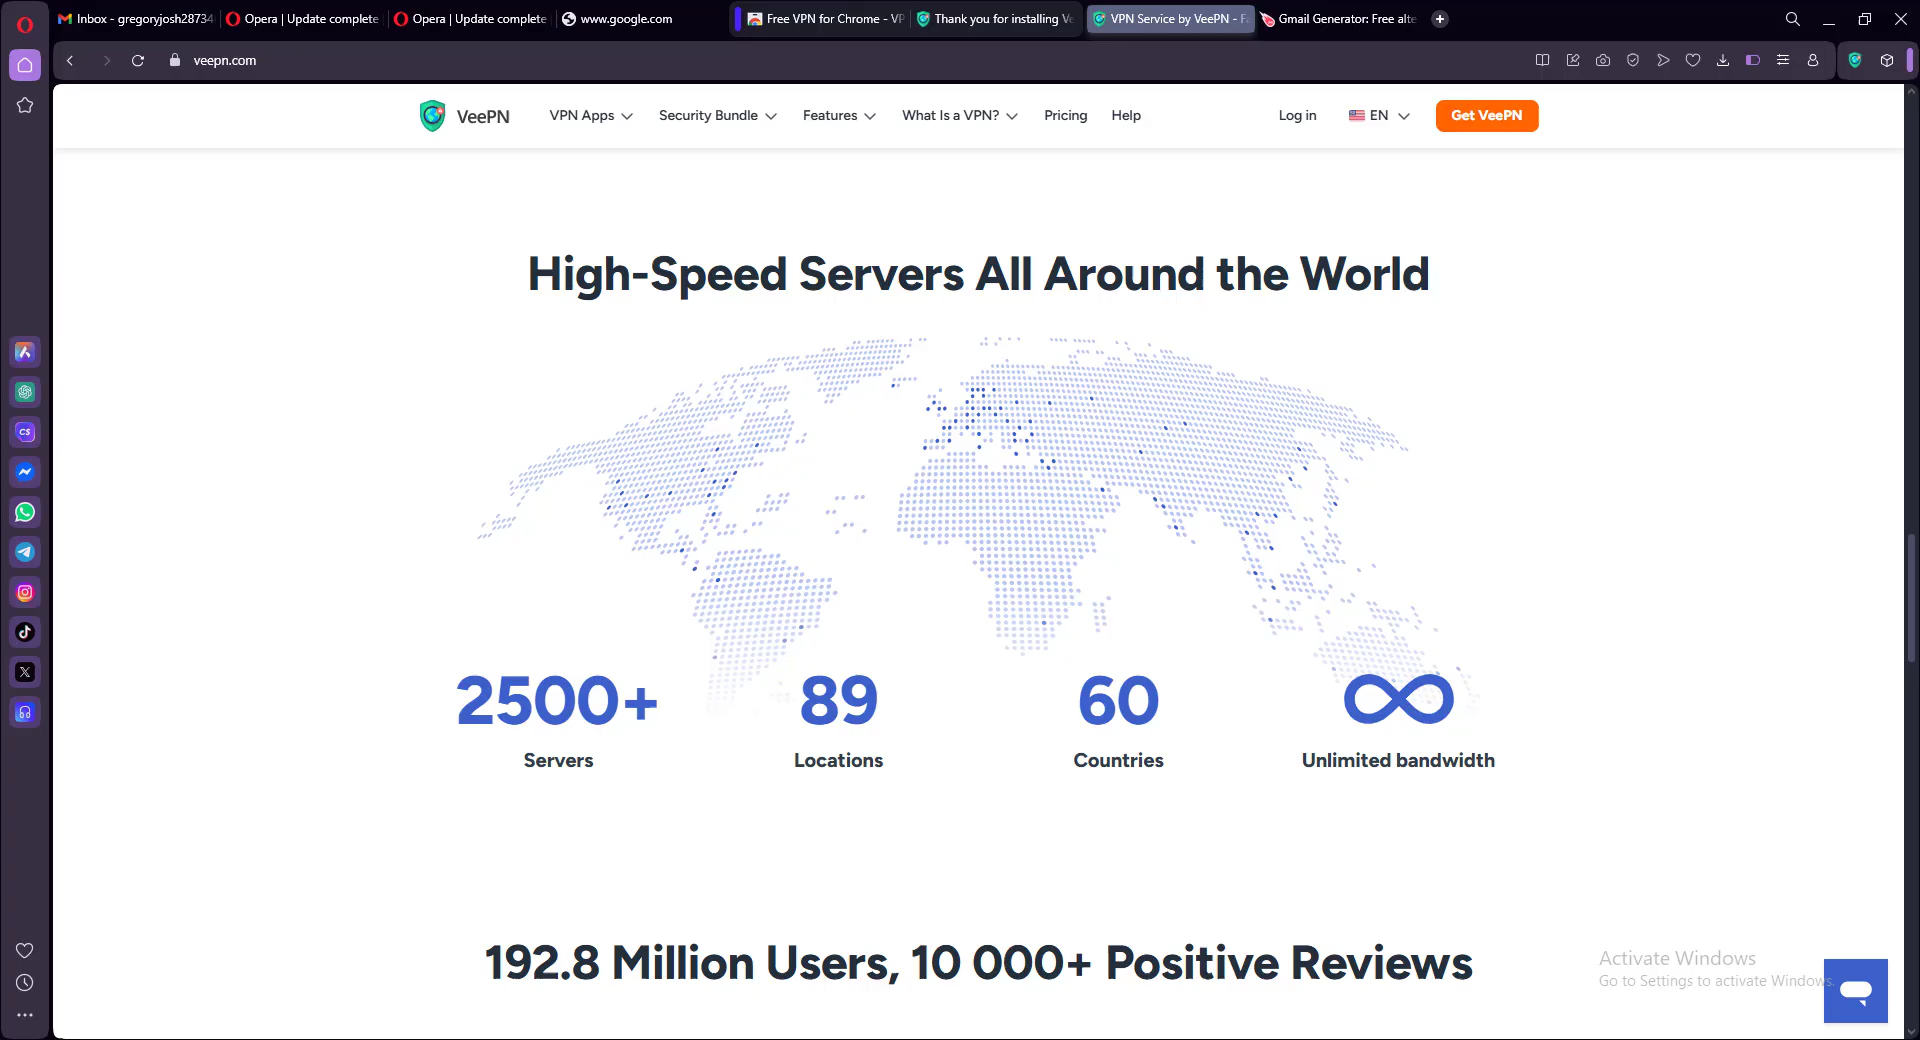 Inbox - gregoryjosh28734
Opera | Update complete
Opera | Update complete
www.google.com
Free VPN for Chrome - VP
Thank you for installing Ve
VPN Service by VeePN - Fa
Gmail Generator: Free alte
veepn.com
VeePN
VPN Apps
Security Bundle
Features
What Is a VPN?
Pricing
Help
Log in
EN
Get VeePN
High-Speed Servers All Around the World
2500+
89
60
Servers
Locations
Countries
Unlimited bandwidth
192.8 Million Users, 10 000+ Positive Reviews
Activate Windows
Go to Settings to activate Windows.
CS